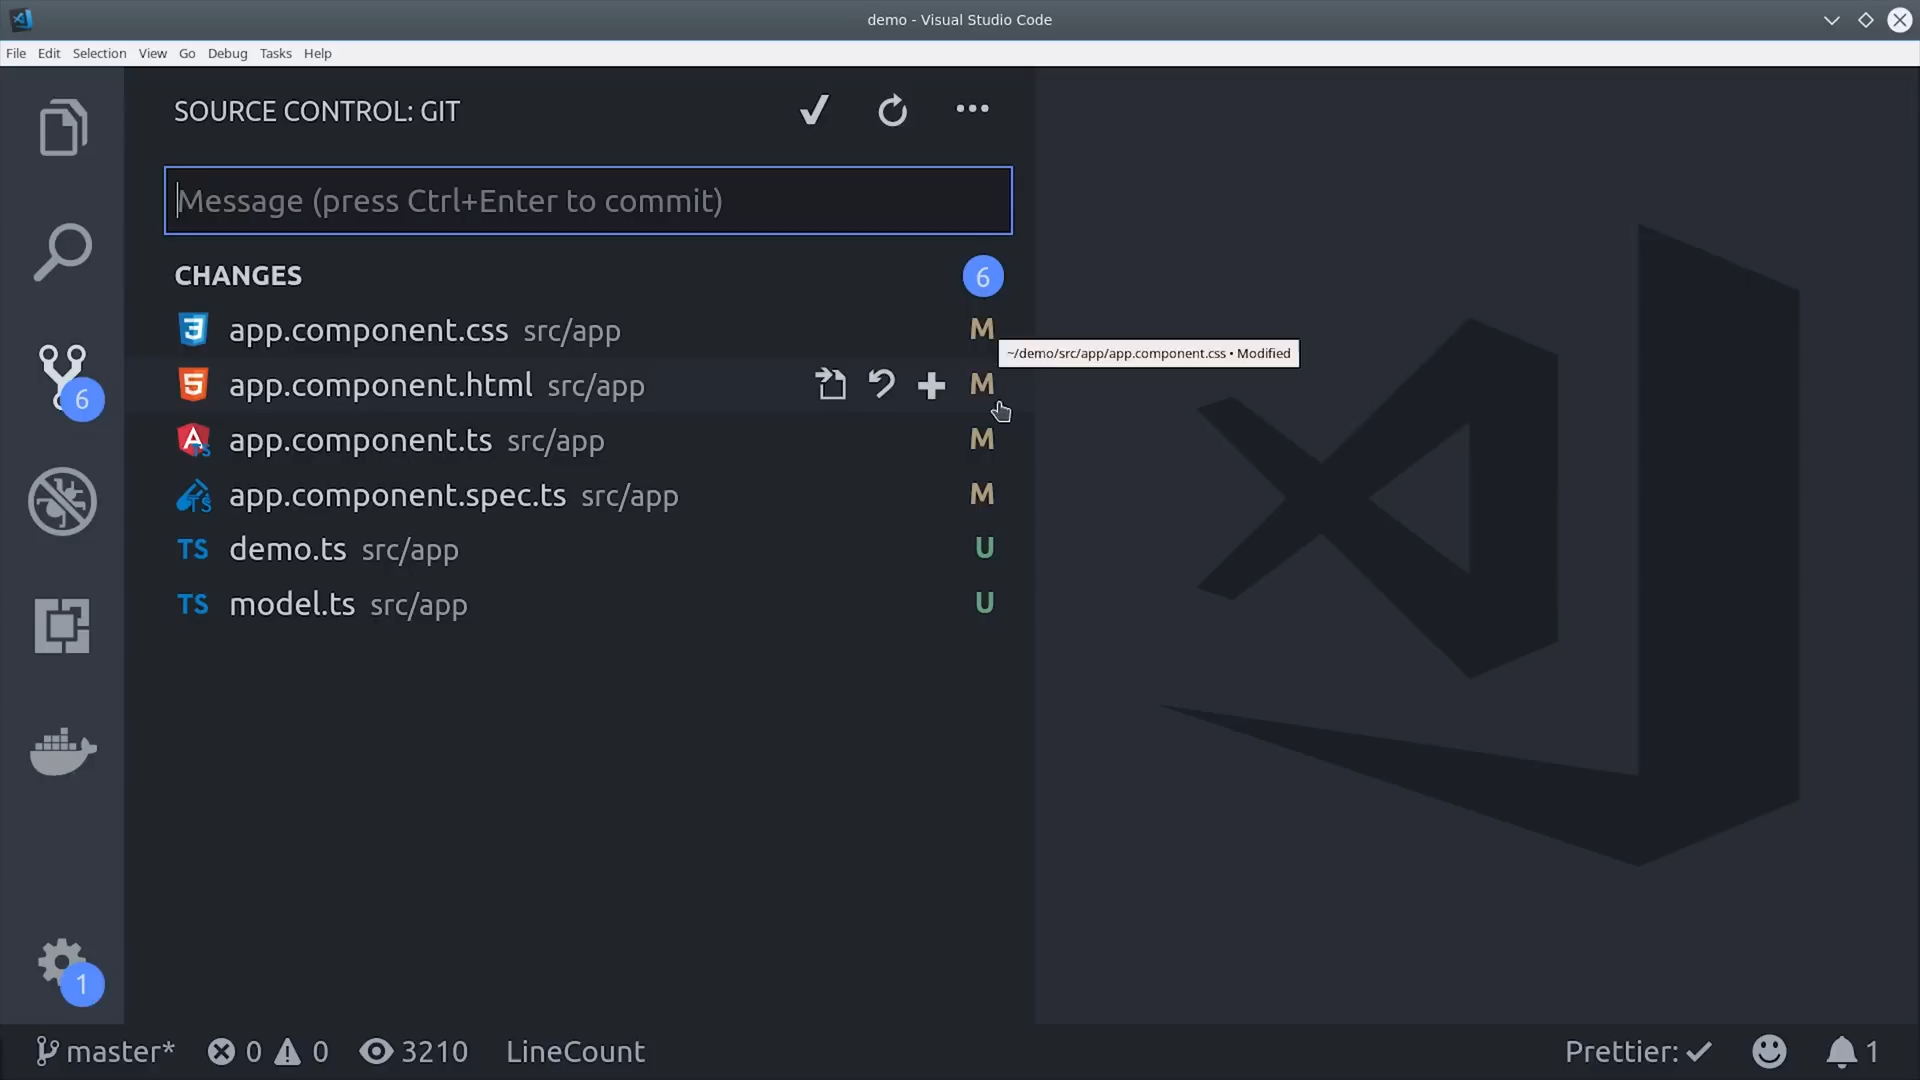 demo - Visual Studio Code
File Edit Selection View Go Debug Tasks Help
SOURCE CONTROL: GIT
Message (press Ctrl+Enter to commit)
CHANGES 6
app.component.css src/app M
~/demo/src/app/app.component.css • Modified
app.component.html src/app M
6
TS app.component.ts src/app M
TS app.component.spec.ts src/app M
TS demo.ts src/app U
TS model.ts src/app U
1
master* 0 0 3210 LineCount Prettier: 1